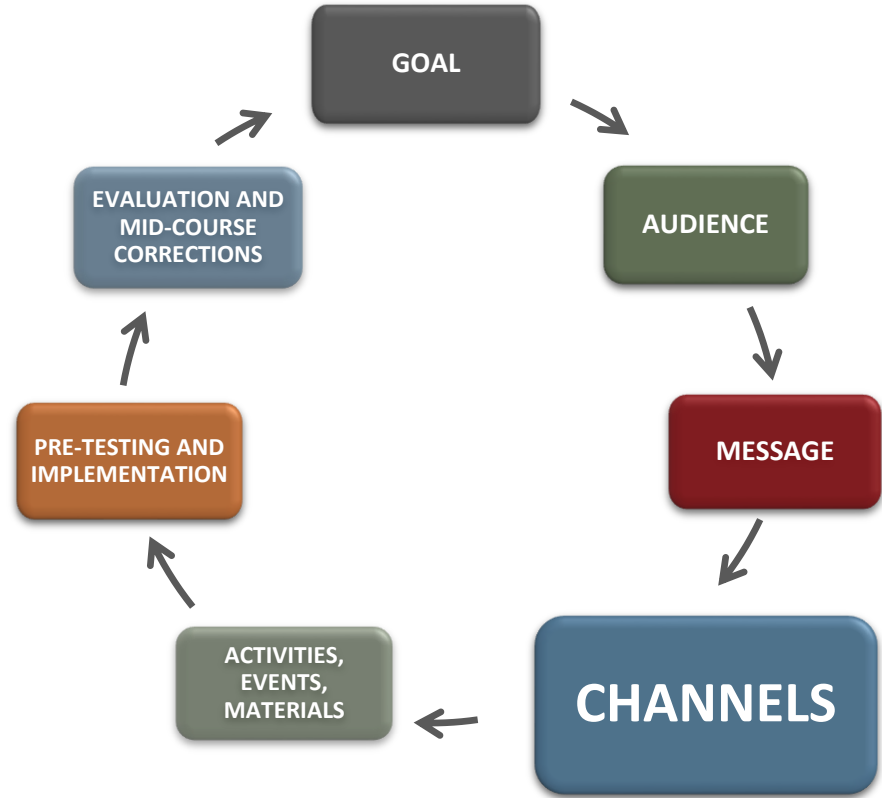 GOAL
AUDIENCE
MESSAGE
CHANNELS
ACTIVITIES,
EVENTS,
MATERIALS
PRE-TESTING AND
IMPLEMENTATION
EVALUATION AND
MID-COURSE
CORRECTIONS